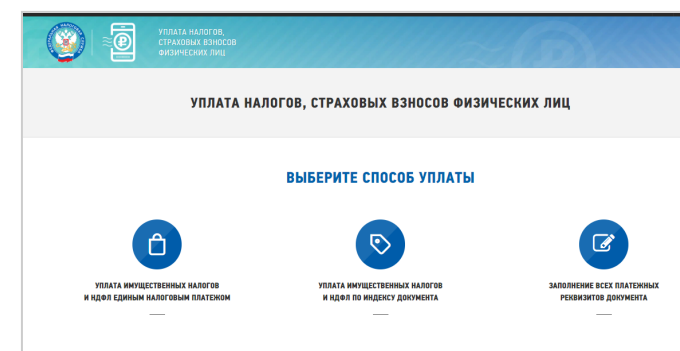 УПЛАТА НАЛОГОВ,
СТРАХОВЫХ ВЗНОСОВ
ФИЗИЧЕСКИХ ЛИЦ
УПЛАТА НАЛОГОВ, СТРАХОВЫХ ВЗНОСОВ ФИЗИЧЕСКИХ ЛИЦ
ВЫБЕРИТЕ СПОСОБ УПЛАТЫ
УПЛАТА ИМУЩЕСТВЕННЫХ НАЛОГОВ
И НДФЛ ЕДИНЫМ НАЛОГОВЫМ ПЛАТЕЖОМ
УПЛАТА ИМУЩЕСТВЕННЫХ НАЛОГОВ
И НДФЛ ПО ИНДЕКСУ ДОКУМЕНТА
ЗАПОЛНЕНИЕ ВСЕХ ПЛАТЕЖНЫХ
РЕКВИЗИТОВ ДОКУМЕНТА